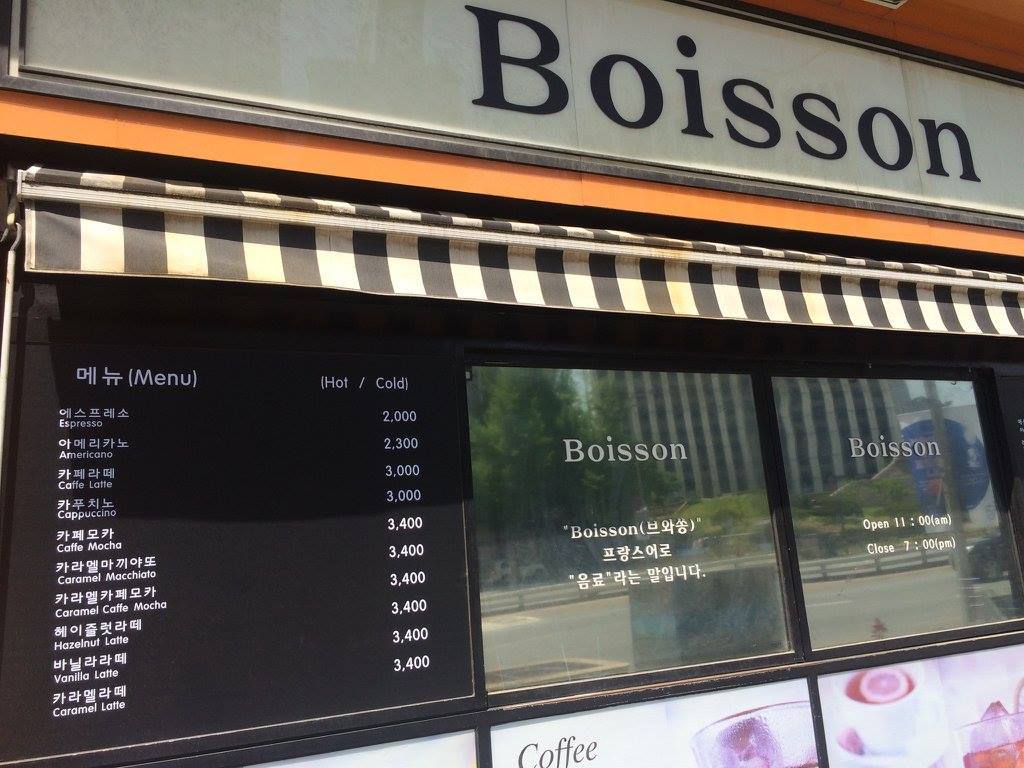 Boisson
메뉴(Menu) (Hot / Cold)
에스프레소 2,000
Espresso
아메리카노 2,300
Americano
카페라떼 3,000
Caffe Latte
카푸치노 3,000
Cappuccino
카페모카 3,400
Caffe Mocha
카라멜마끼야또 3,400
Caramel Macchiato
카라멜카페모카 3,400
Caramel Caffe Mocha
헤이즐럿라떼 3,400
Hazelnut Latte
바닐라라떼 3,400
Vanilla Latte
카라멜라떼 3,400
Caramel Latte
Boisson
"Boisson(브와쏭)"
프랑스어로
"음료"라는 말입니다.
Boisson
Open 11 : 00(am)
Close 7 : 00(pm)
Coffee